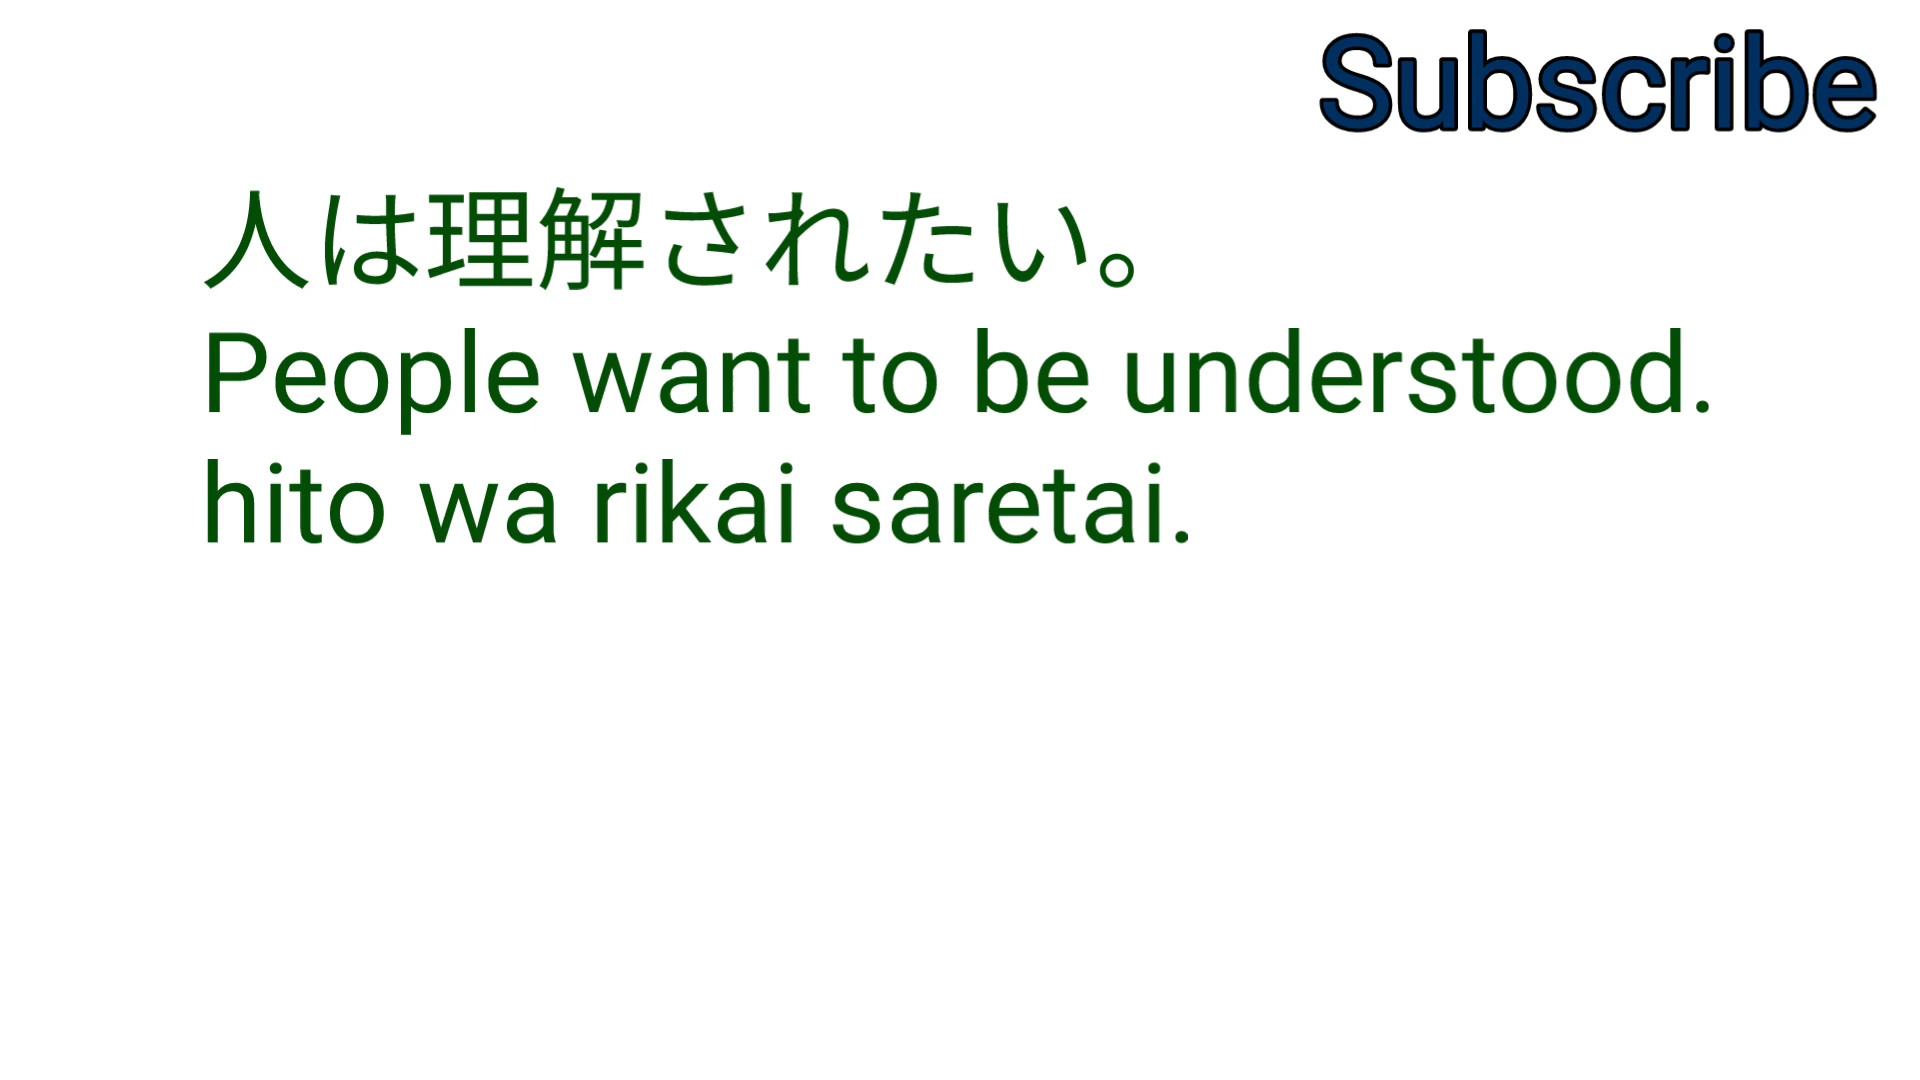 Subscribe
人は理解されたい。
People want to be understood.
hito wa rikai saretai.